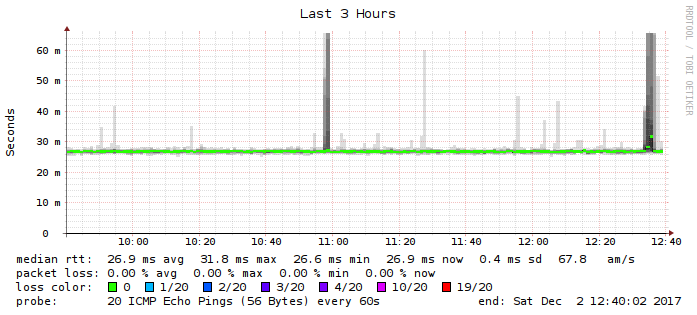 Last 3 Hours
RRDTOOL / TOBI OETIKER
Seconds
60 m
50 m
40 m
30 m
20 m
10 m
0
10:00 10:20 10:40 11:00 11:20 11:40 12:00 12:20 12:40
median rtt: 26.9 ms avg 31.8 ms max 26.6 ms min 26.9 ms now 0.4 ms sd 67.8 am/s
packet loss: 0.00 % avg 0.00 % max 0.00 % min 0.00 % now
loss color: 0 1/20 2/20 3/20 4/20 10/20 19/20
probe: 20 ICMP Echo Pings (56 Bytes) every 60s end: Sat Dec 2 12:40:02 2017